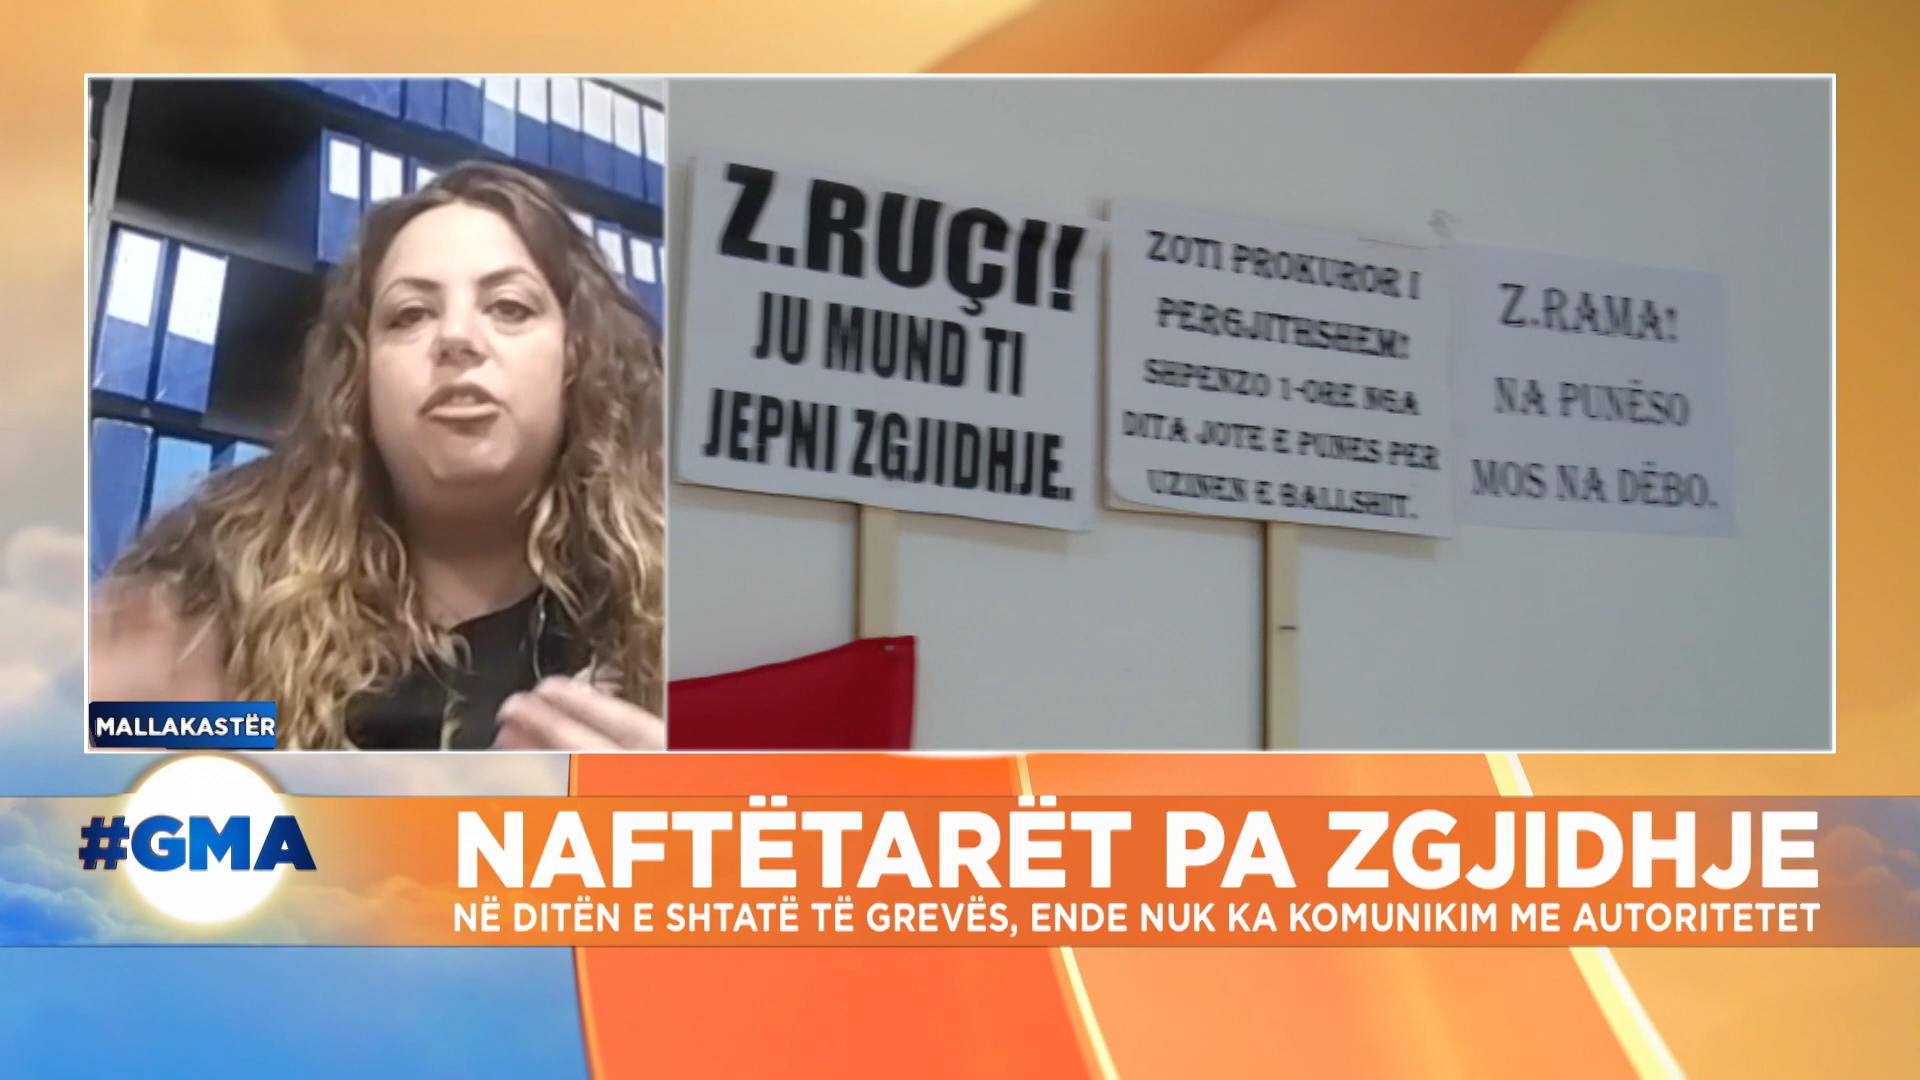 Z.RUÇI!
JU MUND TI
JEPNI ZGJIDHJE.
ZOTI PROKUROR I
PERGJITHSHEM!
SHPENZO 1-ORE NGA
DITA JOTE E PUNES PER
UZINEN E BALLSHIT.
Z.RAMA!
NA PUNËSO
MOS NA DËBO.
MALLAKASTËR
#GMA
NAFTËTARËT PA ZGJIDHJE
NË DITËN E SHTATË TË GREVËS, ENDE NUK KA KOMUNIKIM ME AUTORITETET